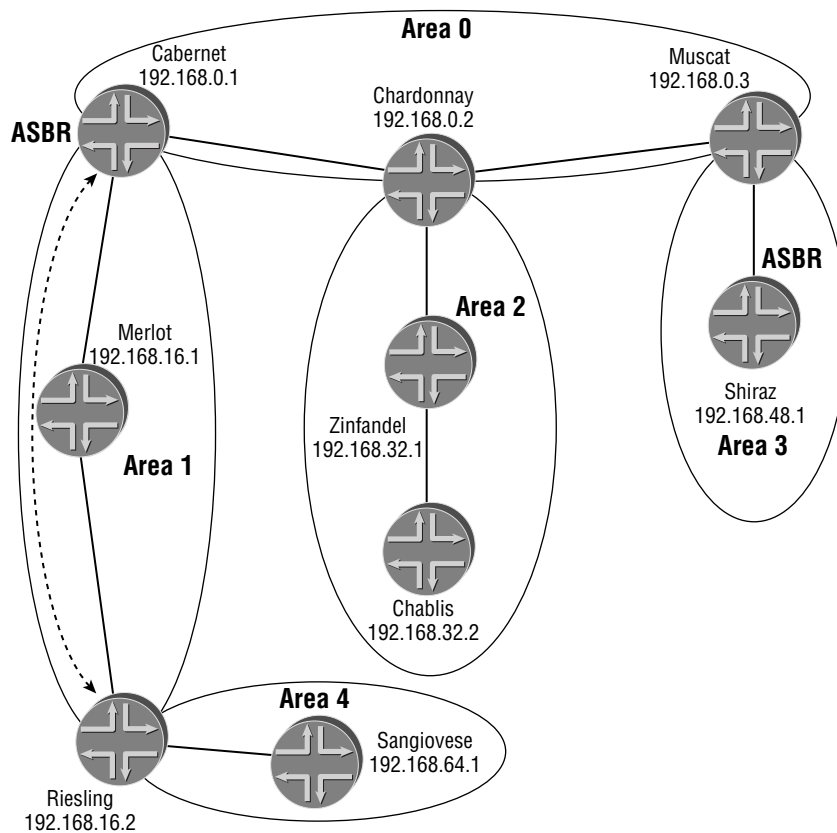 Area 0
Cabernet
192.168.0.1
Muscat
192.168.0.3
Chardonnay
192.168.0.2
ASBR
ASBR
Area 2
Merlot
192.168.16.1
Zinfandel
192.168.32.1
Shiraz
192.168.48.1
Area 3
Area 1
Chablis
192.168.32.2
Area 4
Sangiovese
192.168.64.1
Riesling
192.168.16.2